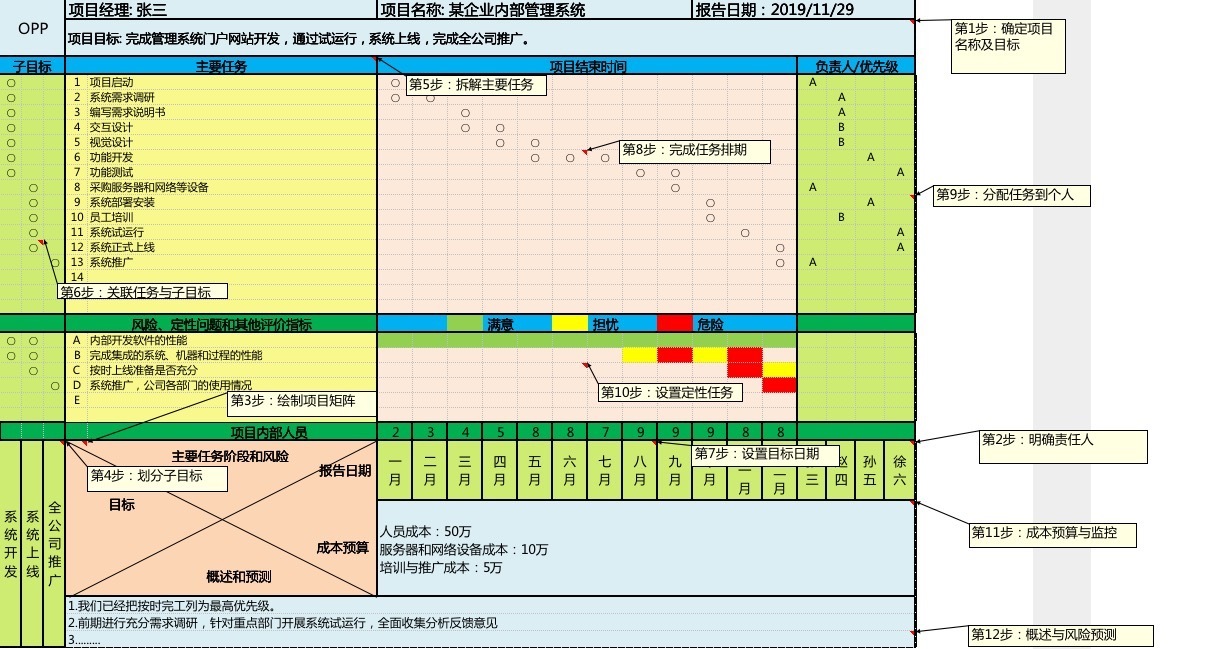 OPP
项目经理: 张三
项目名称: 某企业内部管理系统
报告日期：2019/11/29
项目目标: 完成管理系统门户网站开发，通过试运行，系统上线，完成全公司推广。
第1步：确定项目
名称及目标
子目标
主要任务
项目结束时间
负责人/优先级
第5步：拆解主要任务
○ 1 项目启动 ○ A
○ 2 系统需求调研 ○ ○ A
○ 3 编写需求说明书 ○ A
○ 4 交互设计 ○ ○ B
○ 5 视觉设计 ○ ○ B
第8步：完成任务排期
○ 6 功能开发 ○ ○ ○ A
○ 7 功能测试 ○ ○ A
○ 8 采购服务器和网络等设备 ○ A
第9步：分配任务到个人
○ 9 系统部署安装 ○ A
○ 10 员工培训 ○ B
○ 11 系统试运行 ○ A
○ 12 系统正式上线 ○ A
○ 13 系统推广 ○ A
14
第6步：关联任务与子目标
风险、定性问题和其他评价指标
满意
担忧
危险
○ ○ A 内部开发软件的性能
○ ○ B 完成集成的系统、机器和过程的性能
○ C 按时上线准备是否充分
○ D 系统推广，公司各部门的使用情况
E
第10步：设置定性任务
第3步：绘制项目矩阵
项目内部人员
2 3 4 5 8 8 7 9 9 9 8 8
第2步：明确责任人
第7步：设置目标日期
主要任务阶段和风险
报告日期
第4步：划分子目标
一月 二月 三月 四月 五月 六月 七月 八月 九月 月 月 月
三 赵四 孙五 徐六
目标
成本预算
概述和预测
系统开发
系统上线
全公司推广
人员成本：50万
服务器和网络设备成本：10万
培训与推广成本：5万
第11步：成本预算与监控
1.我们已经把按时完工列为最高优先级。
2.前期进行充分需求调研，针对重点部门开展系统试运行，全面收集分析反馈意见
3.........
第12步：概述与风险预测